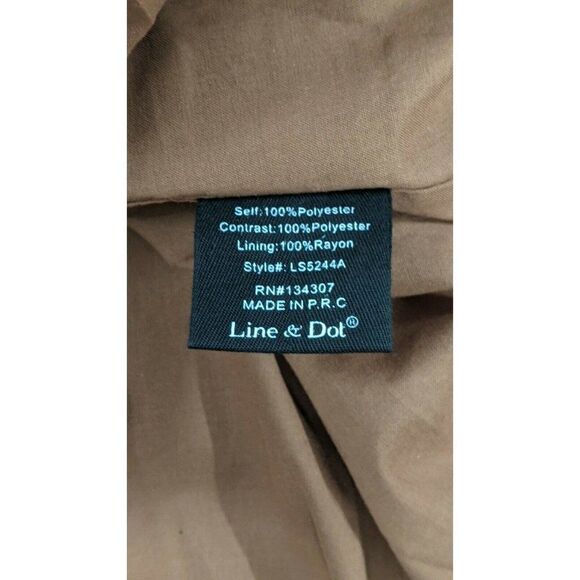 Self:100%Polyester
Contrast:100%Polyester
Lining:100%Rayon
Style#: LS5244A
RN#134307
MADE IN P.R.C
Line & Dot®